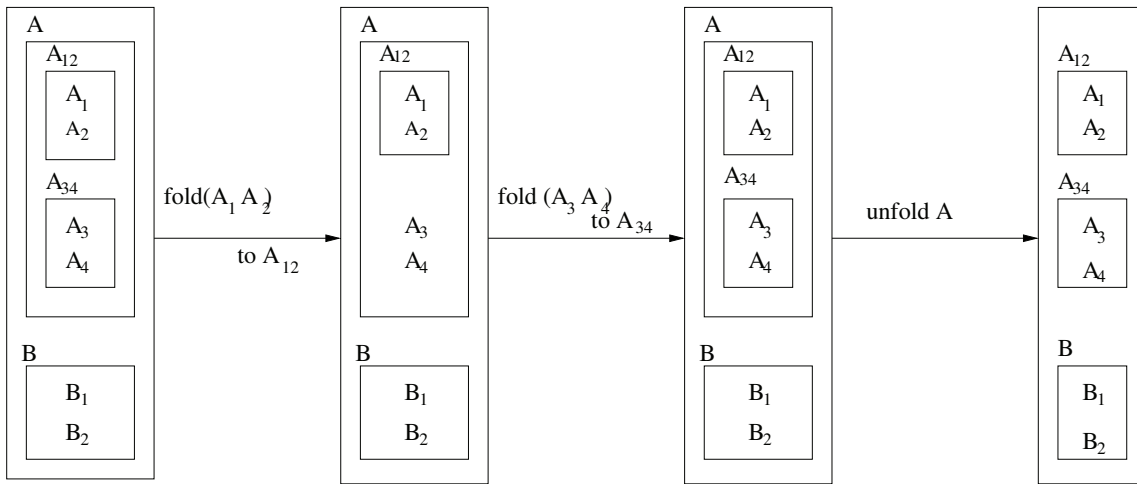 A
A12
A1
A2
A34
A3
A4
B
B1
B2
fold(A1 A2)
to A12
A
A12
A1
A2
A3
A4
B
B1
B2
fold (A3 A4)
to A34
A
A12
A1
A2
A34
A3
A4
B
B1
B2
unfold A
A12
A1
A2
A34
A3
A4
B
B1
B2